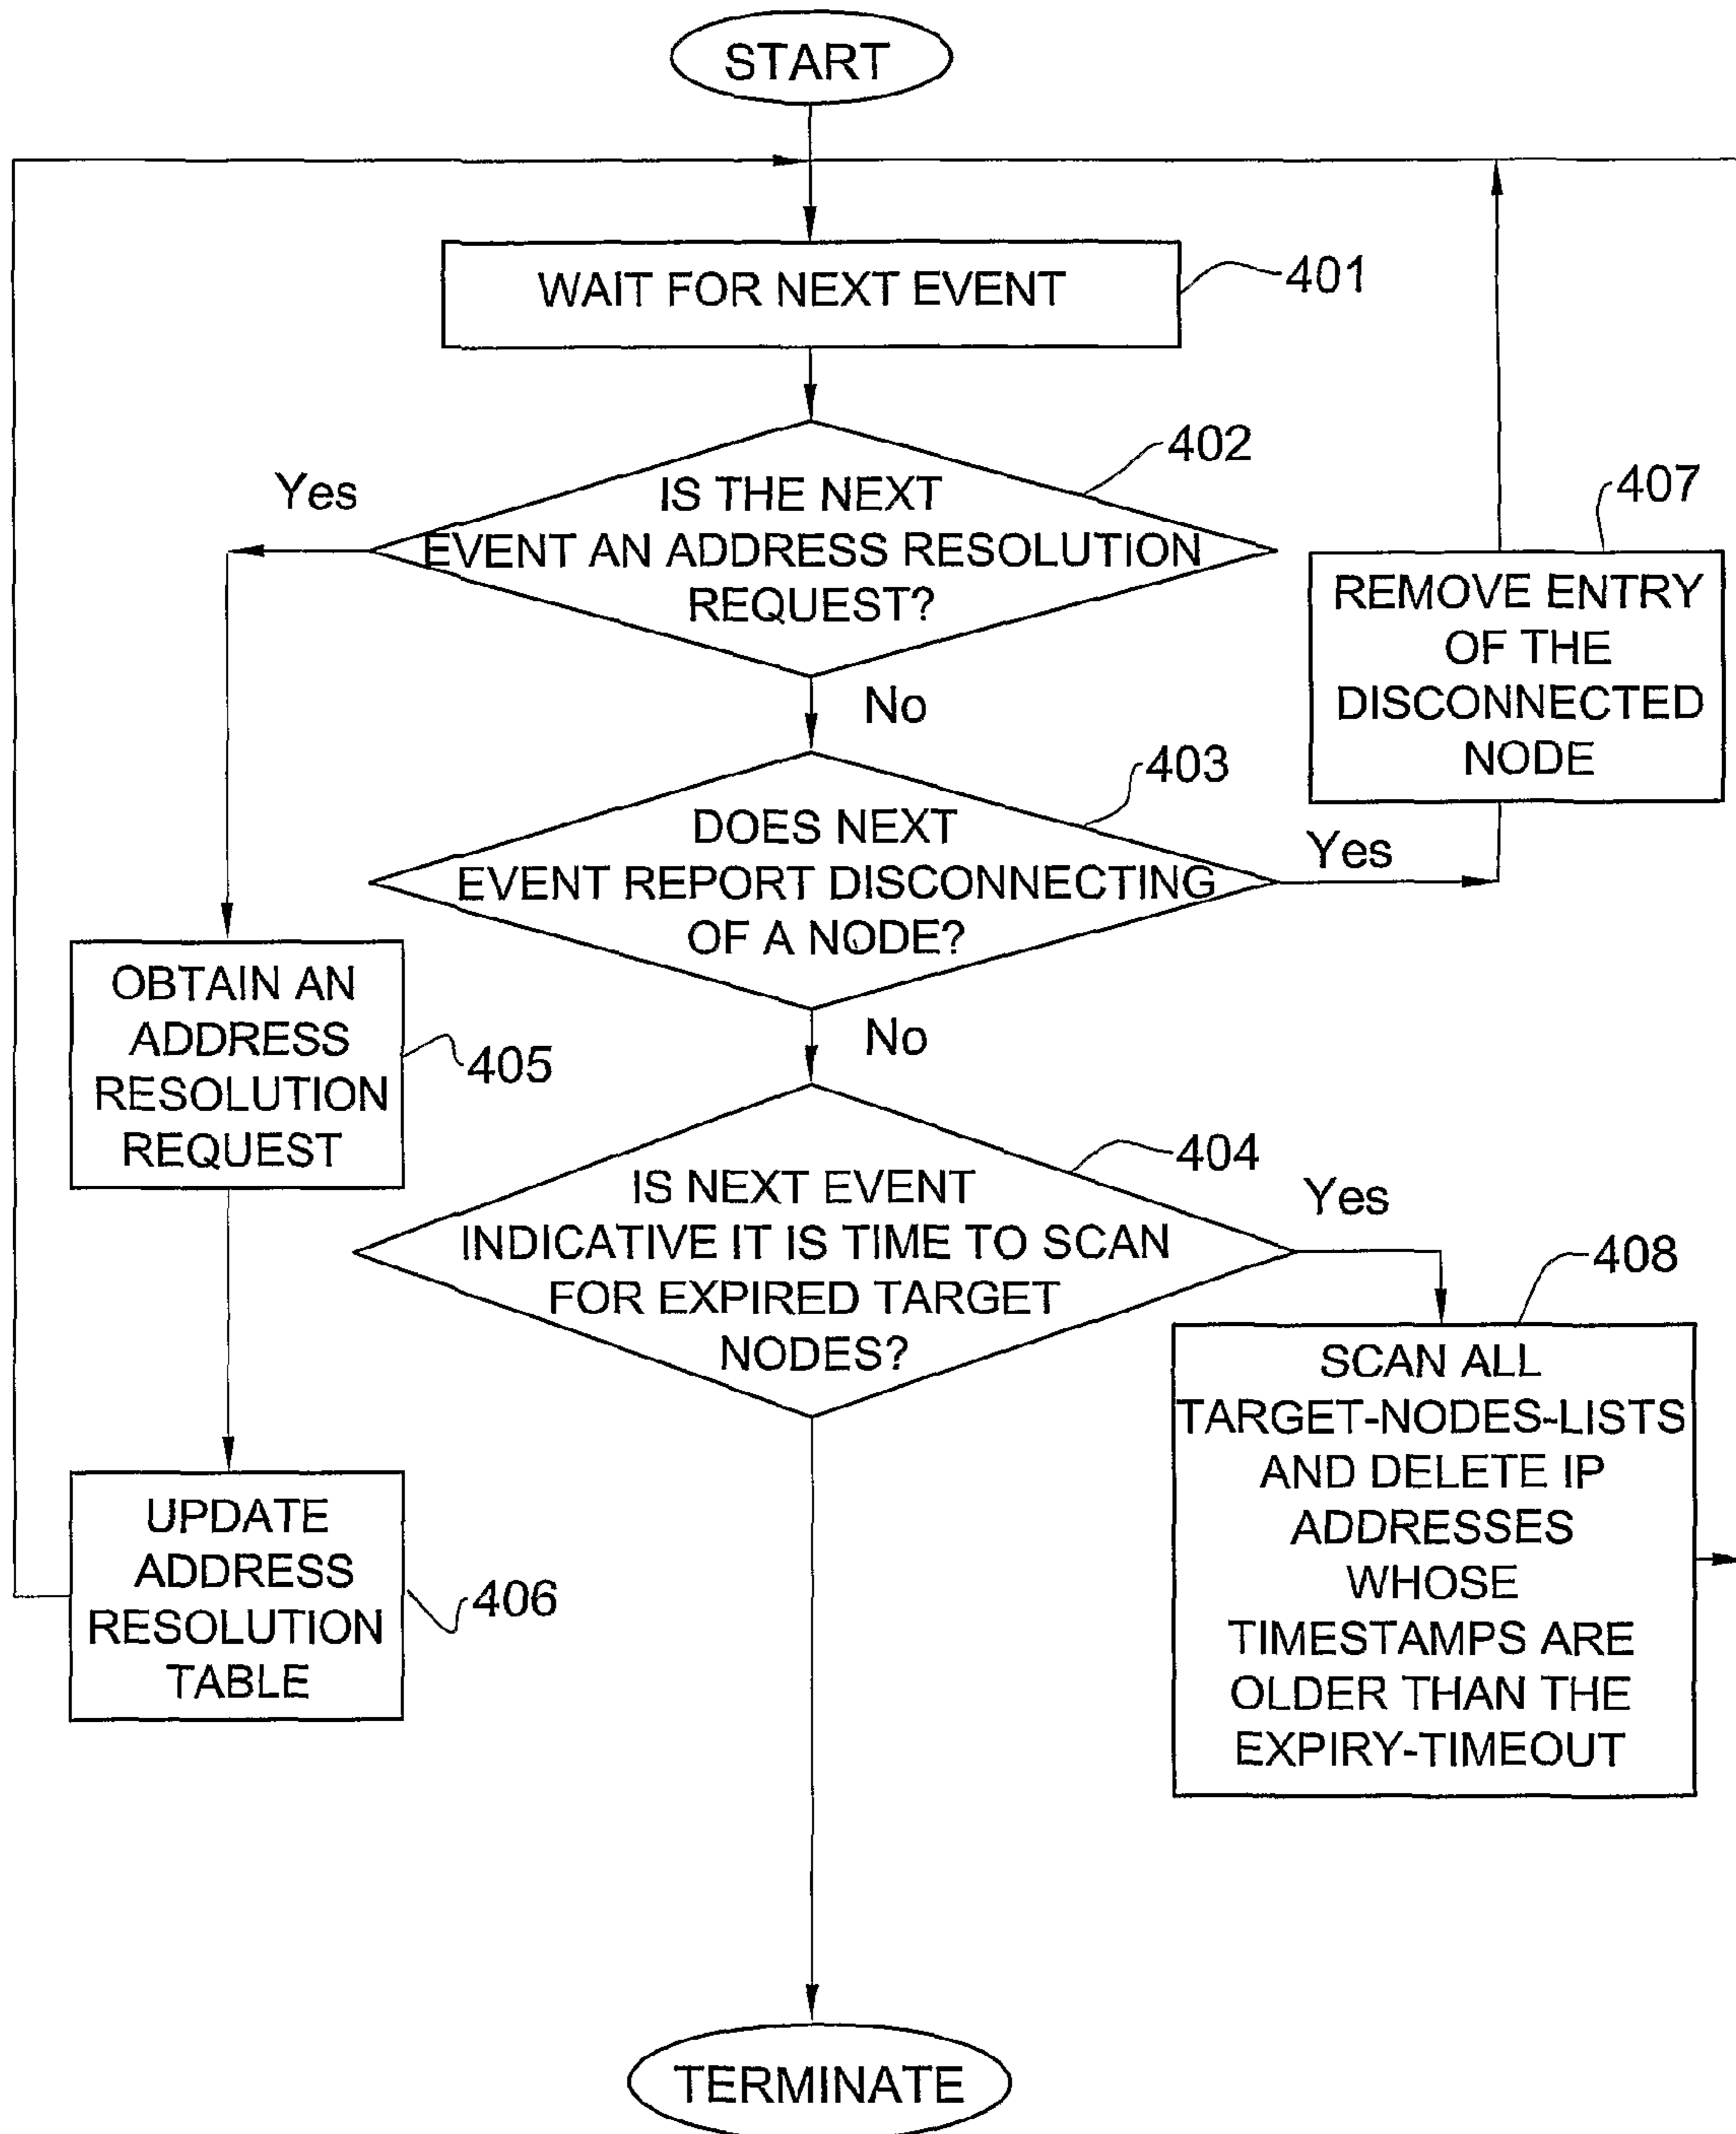 START
WAIT FOR NEXT EVENT
401
402
Yes
IS THE NEXT
EVENT AN ADDRESS RESOLUTION
REQUEST?
No
407
REMOVE ENTRY
OF THE
DISCONNECTED
NODE
403
DOES NEXT
EVENT REPORT DISCONNECTING
OF A NODE?
Yes
No
OBTAIN AN
ADDRESS
RESOLUTION
REQUEST
405
404
IS NEXT EVENT
INDICATIVE IT IS TIME TO SCAN
FOR EXPIRED TARGET
NODES?
Yes
408
SCAN ALL
TARGET-NODES-LISTS
AND DELETE IP
ADDRESSES
WHOSE
TIMESTAMPS ARE
OLDER THAN THE
EXPIRY-TIMEOUT
UPDATE
ADDRESS
RESOLUTION
TABLE
406
TERMINATE